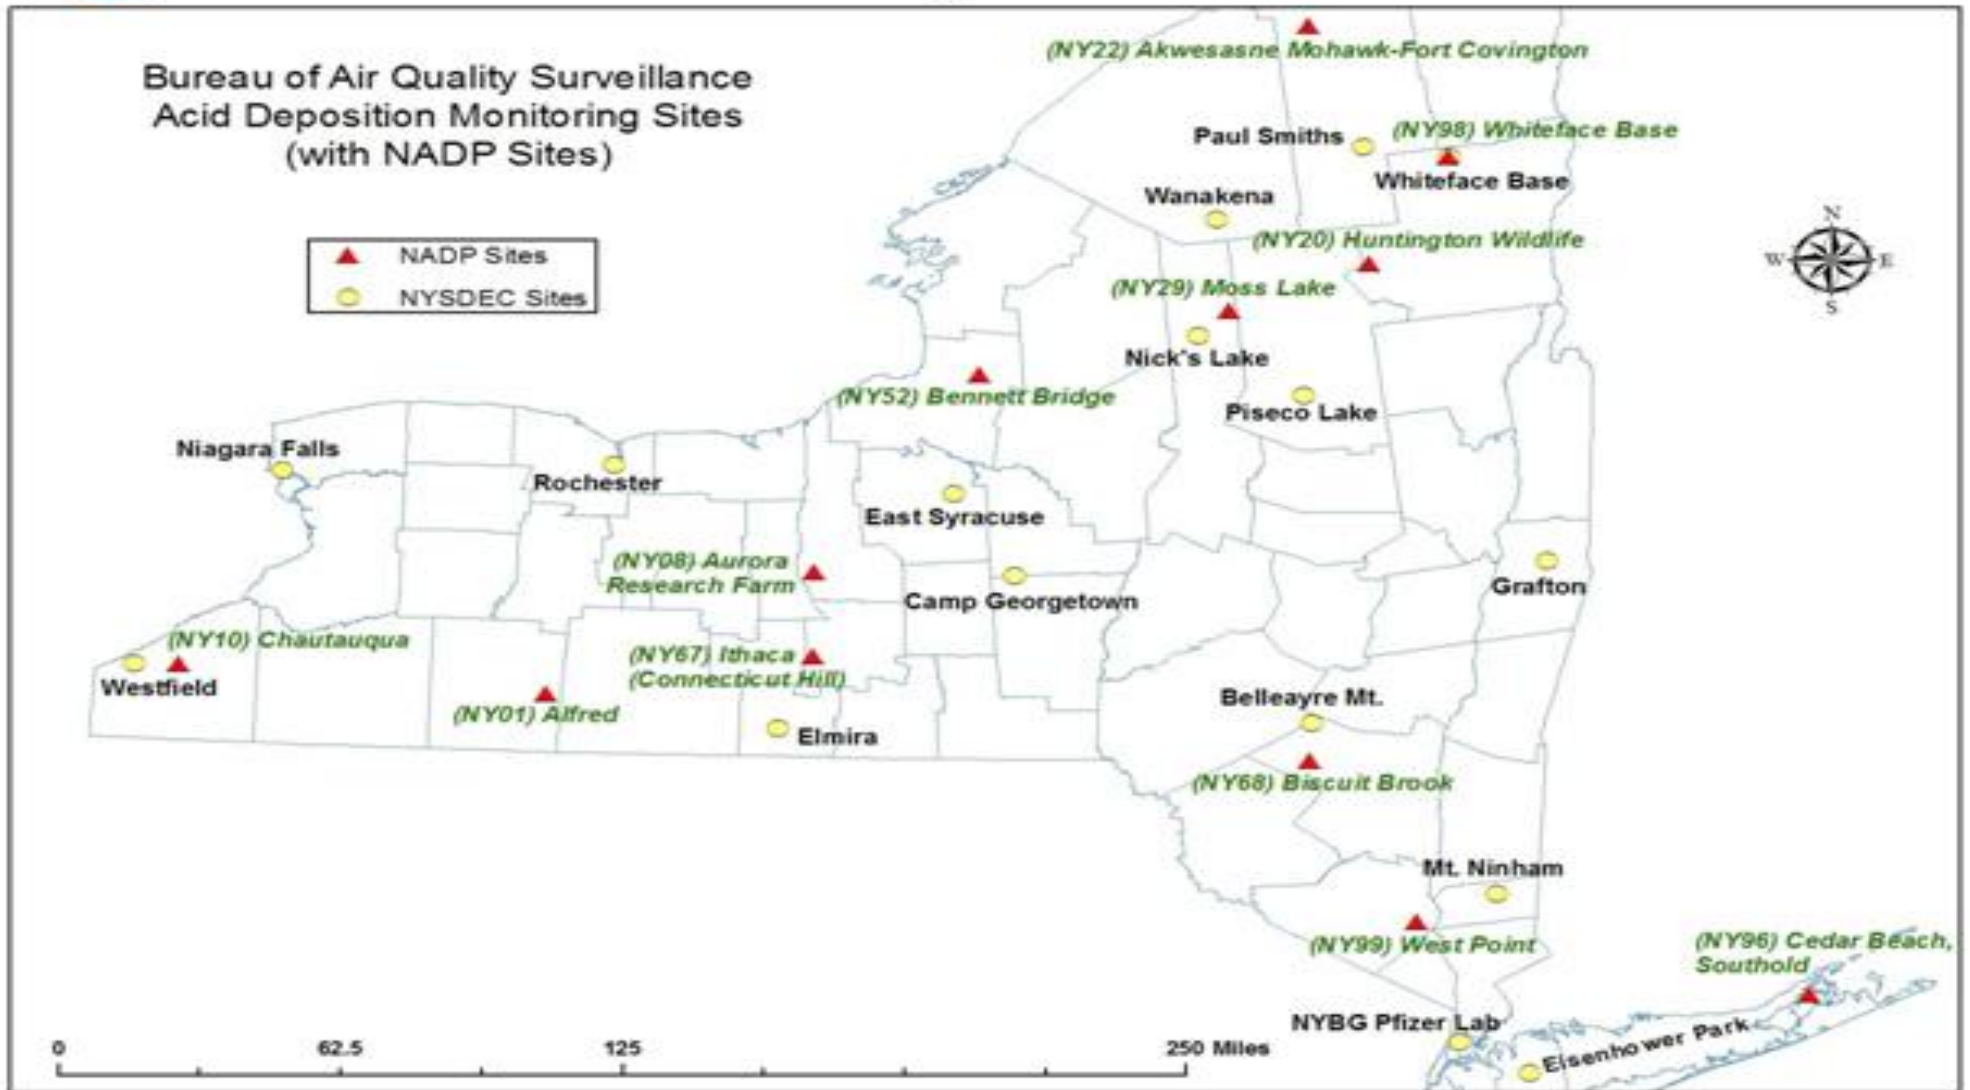 Bureau of Air Quality Surveillance
Acid Deposition Monitoring Sites
(with NADP Sites)
NADP Sites
NYSDEC Sites
(NY22) Akwesasne Mohawk-Fort Covington
Paul Smiths
(NY98) Whiteface Base
Whiteface Base
Wanakena
(NY20) Huntington Wildlife
N
W
E
S
(NY29) Moss Lake
Nick's Lake
(NY52) Bennett Bridge
Piseco Lake
Niagara Falls
Rochester
East Syracuse
(NY08) Aurora
Research Farm
Camp Georgetown
Grafton
(NY10) Chautauqua
Westfield
(NY67) Ithaca
(Connecticut Hill)
(NY01) Alfred
Elmira
Belleayre Mt.
(NY68) Biscuit Brook
Mt. Ninham
(NY99) West Point
(NY96) Cedar Beach,
Southold
NYBG Pfizer Lab
Eisenhower Park
0
62.5
125
250 Miles